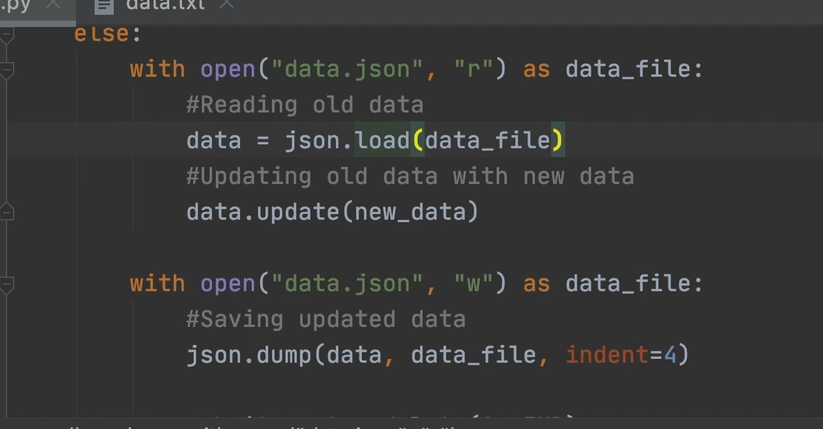 .py data.txt
else:
with open("data.json", "r") as data_file:
#Reading old data
data = json.load(data_file)
#Updating old data with new data
data.update(new_data)
with open("data.json", "w") as data_file:
#Saving updated data
json.dump(data, data_file, indent=4)